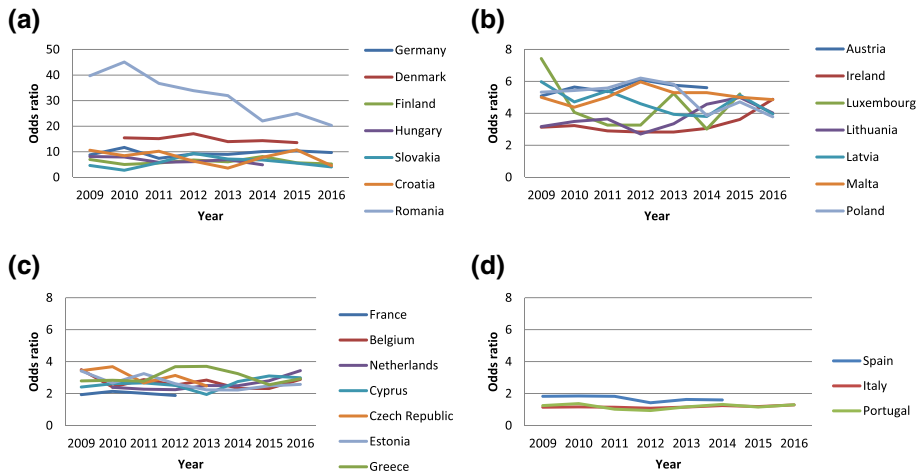 (a)
50
40
30
20
10
0
Odds ratio
2009 2010 2011 2012 2013 2014 2015 2016
Year
Germany
Denmark
Finland
Hungary
Slovakia
Croatia
Romania
(b)
8
6
4
2
0
Odds ratio
2009 2010 2011 2012 2013 2014 2015 2016
Year
Austria
Ireland
Luxembourg
Lithuania
Latvia
Malta
Poland
(c)
8
6
4
2
0
Odds ratio
2009 2010 2011 2012 2013 2014 2015 2016
Year
France
Belgium
Netherlands
Cyprus
Czech Republic
Estonia
Greece
(d)
8
6
4
2
0
Odds ratio
2009 2010 2011 2012 2013 2014 2015 2016
Year
Spain
Italy
Portugal